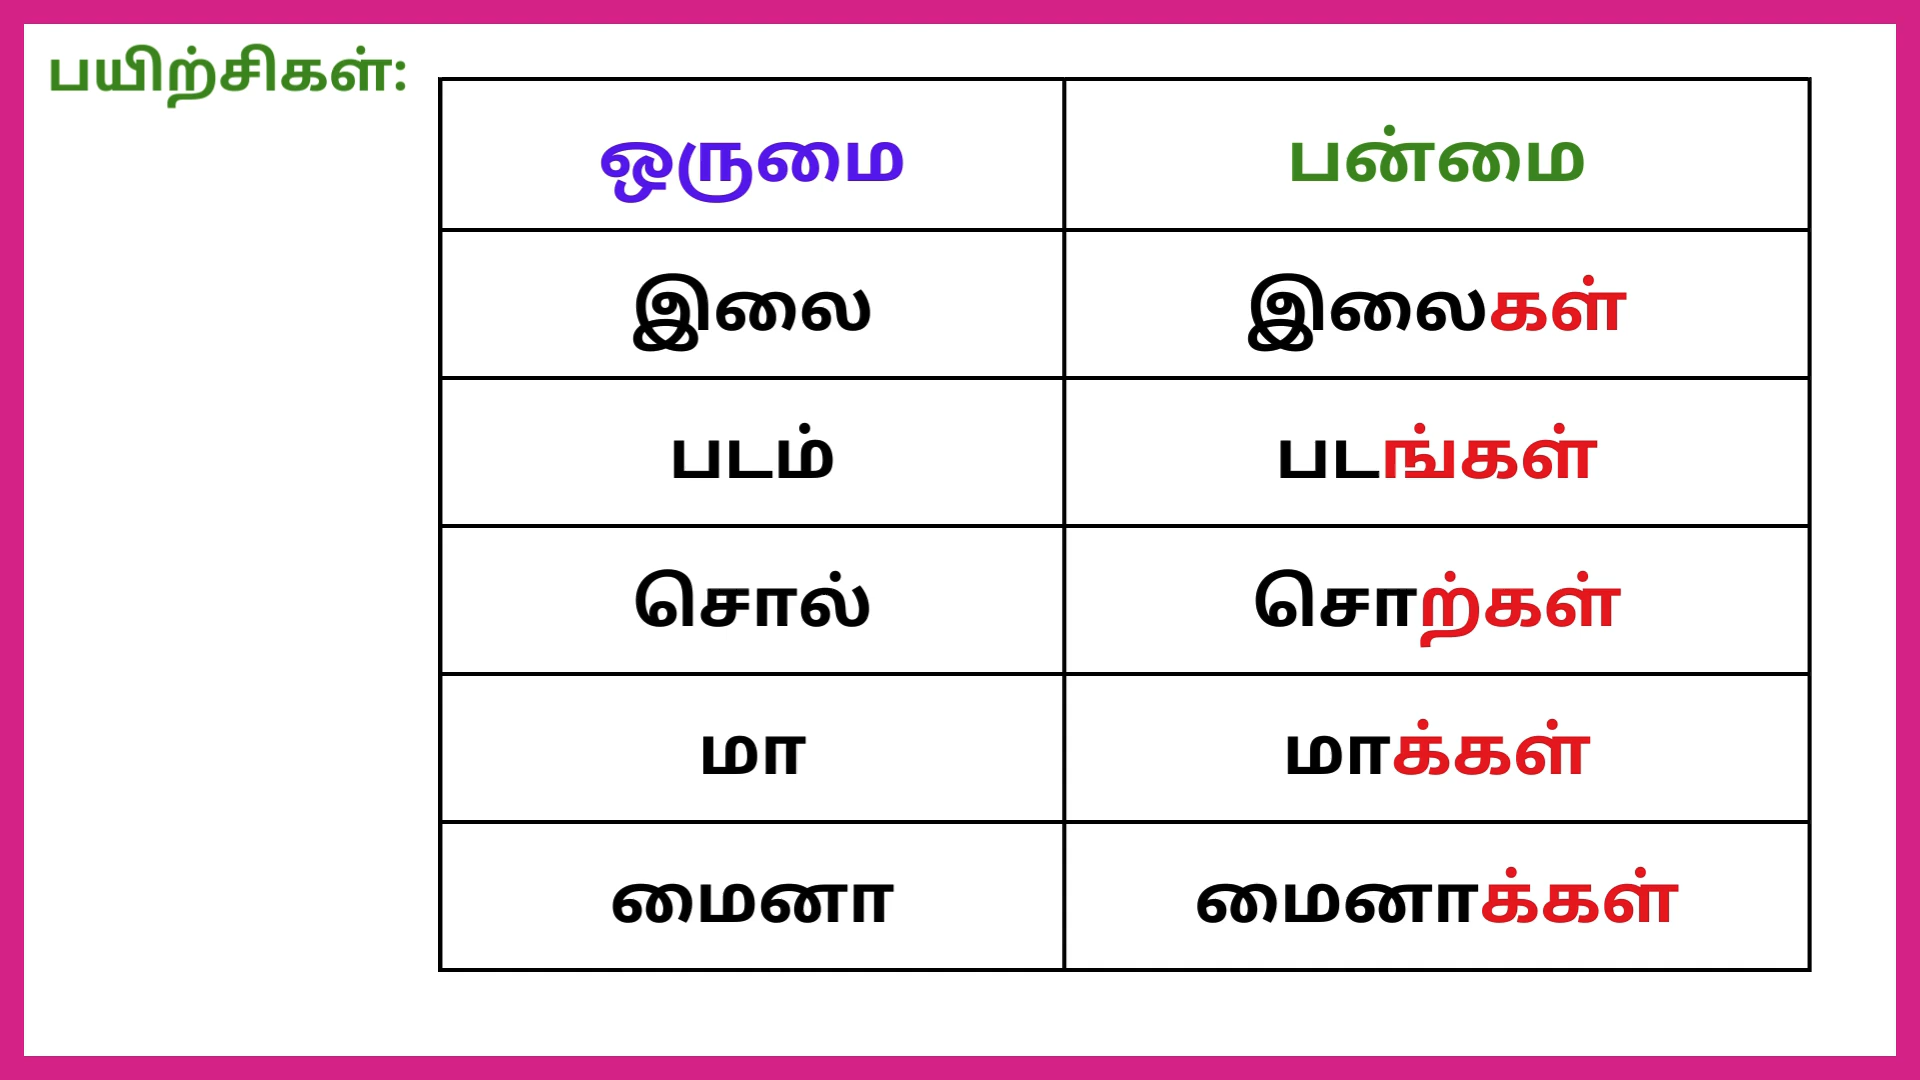 பயிற்சிகள்:
ஒருமை பன்மை
இலை இலைகள்
படம் படங்கள்
சொல் சொற்கள்
மா மாக்கள்
மைனா மைனாக்கள்